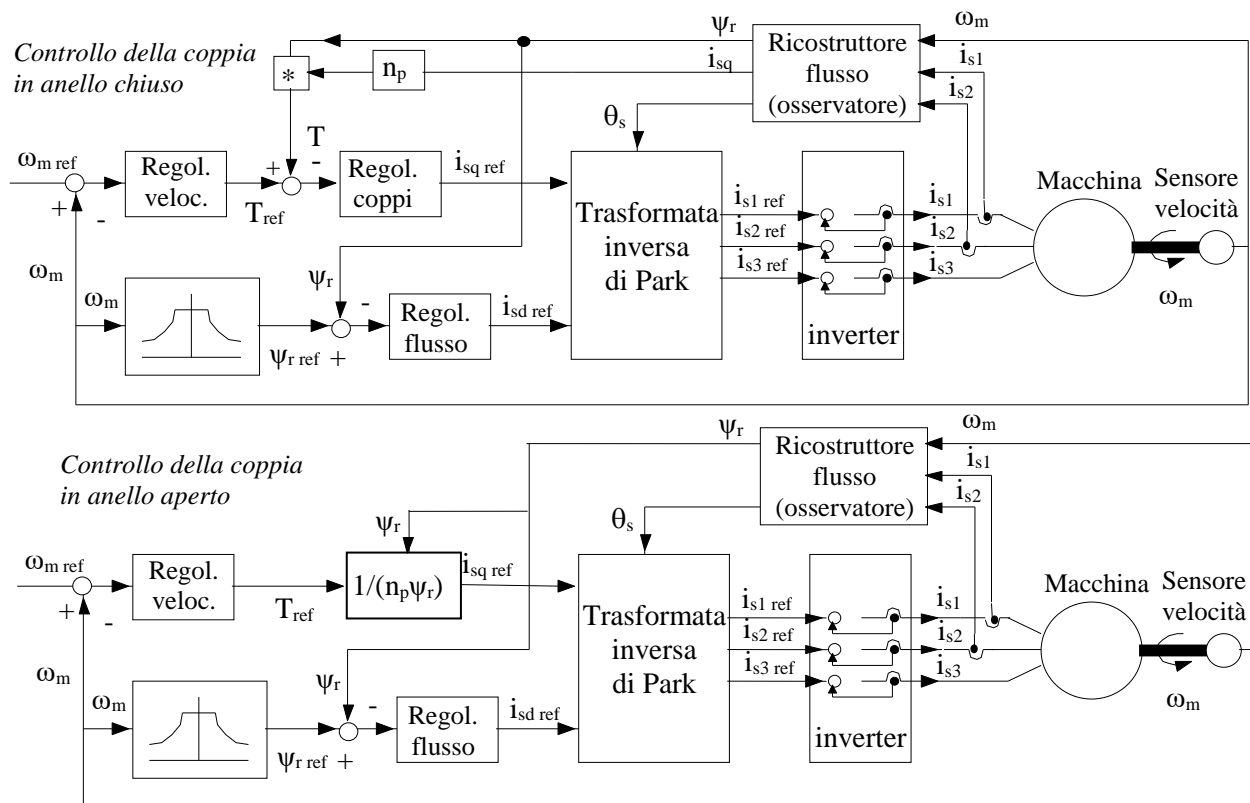 Controllo della coppia
in anello chiuso
ψr
isq
np
*
Ricostruttore
flusso
(osservatore)
ωm
is1
is2
θs
T
ωm ref
+
-
Regol.
veloc.
+
-
Tref
Regol.
coppi
isq ref
Trasformata
inversa
di Park
is1 ref
is2 ref
is3 ref
is1
is2
is3
inverter
Macchina
Sensore
velocità
ωm
ωm
ωm
ψr
-
ψr ref
+
Regol.
flusso
isd ref
Controllo della coppia
in anello aperto
ψr
Ricostruttore
flusso
(osservatore)
ωm
is1
is2
θs
ψr
ωm ref
+
-
Regol.
veloc.
Tref
1/(npψr)
isq ref
Trasformata
inversa
di Park
is1 ref
is2 ref
is3 ref
is1
is2
is3
inverter
Macchina
Sensore
velocità
ωm
ωm
ωm
ψr
-
ψr ref
+
Regol.
flusso
isd ref